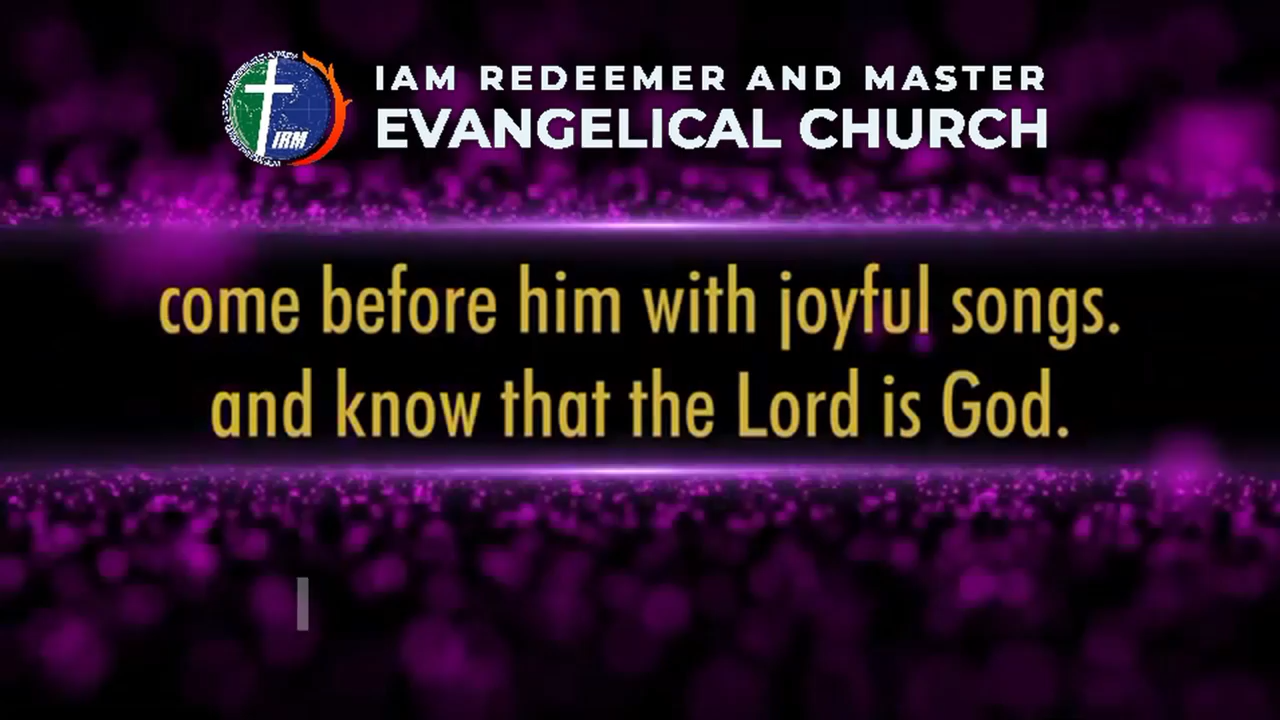 IAM REDEEMER AND MASTER
EVANGELICAL CHURCH
IRM
come before him with joyful songs.
and know that the Lord is God.